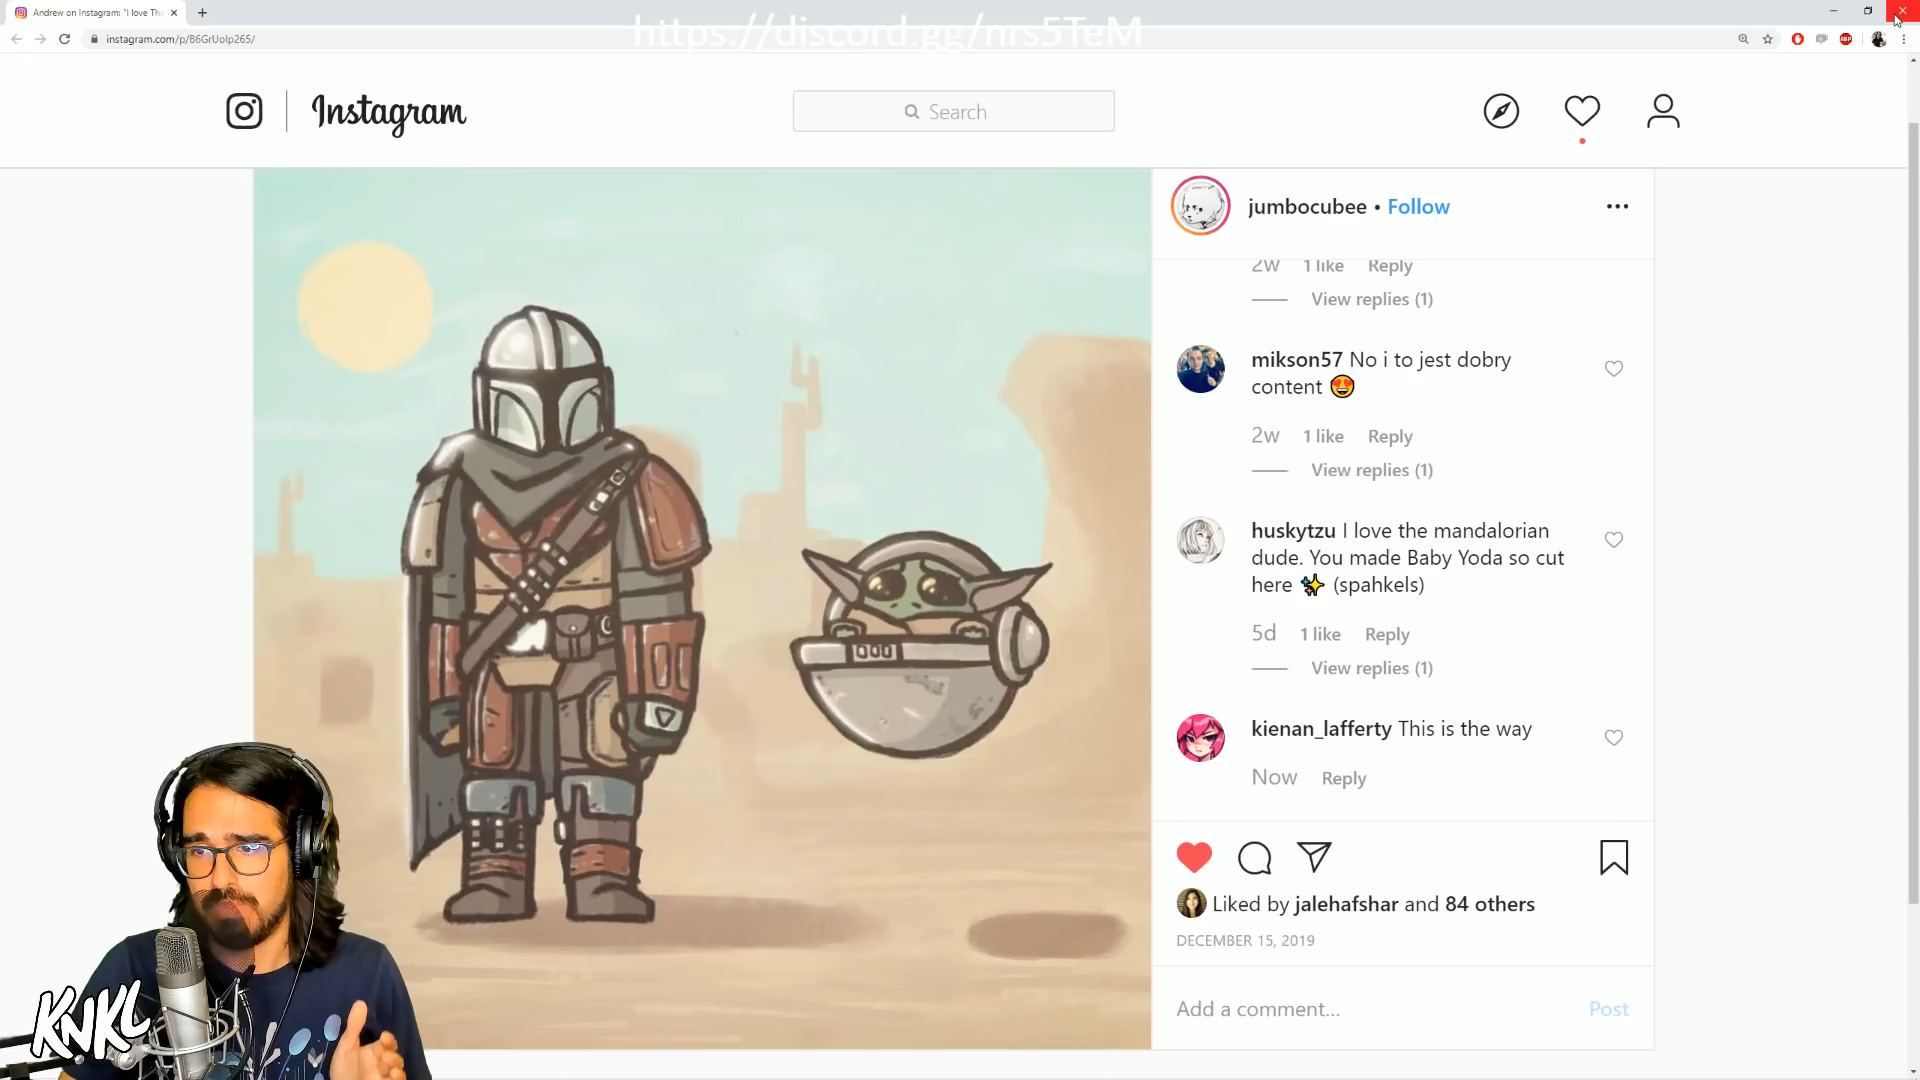 Andrew on Instagram: "I love Th
https://discord.gg/nrs5TeM
instagram.com/p/B6GrUoIp265/
ABP
Instagram
Search
jumbocubee • Follow
2w 1 like Reply
View replies (1)
mikson57 No i to jest dobry
content 😍
2w 1 like Reply
View replies (1)
huskytzu I love the mandalorian
dude. You made Baby Yoda so cut
here ✨ (spahkels)
5d 1 like Reply
View replies (1)
kienan_lafferty This is the way
Now Reply
Liked by jalehafshar and 84 others
DECEMBER 15, 2019
Add a comment... Post
KNKL